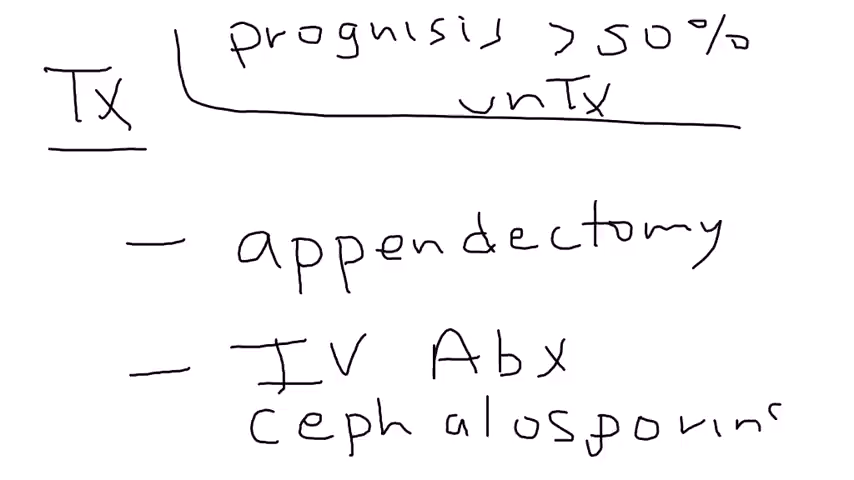 prognisis > 50%
unTx
Tx
- appendectomy
- IV Abx
cephalosporins